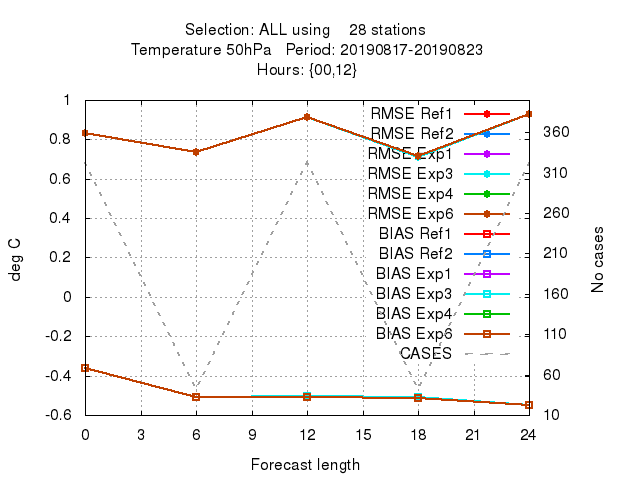 Selection: ALL using 28 stations
Temperature 50hPa Period: 20190817-20190823
Hours: {00,12}
1
0.8
0.6
0.4
0.2
0
-0.2
-0.4
-0.6
deg C
RMSE Ref1
RMSE Ref2
RMSE Exp1
RMSE Exp3
RMSE Exp4
RMSE Exp6
BIAS Ref1
BIAS Ref2
BIAS Exp1
BIAS Exp3
BIAS Exp4
BIAS Exp6
CASES
360
310
260
210
160
110
60
10
No cases
0 3 6 9 12 15 18 21 24
Forecast length